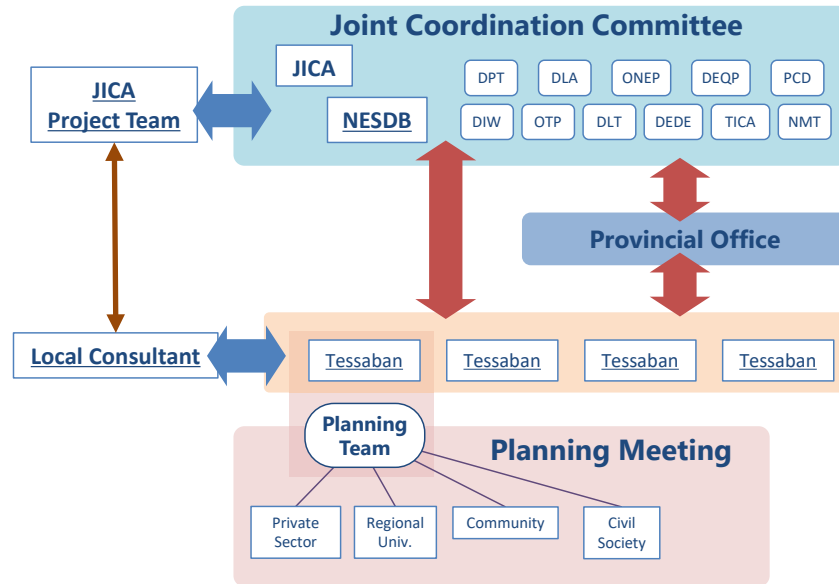 Joint Coordination Committee
JICA
DPT
DLA
ONEP
DEQP
PCD
JICA
Project Team
NESDB
DIW
OTP
DLT
DEDE
TICA
NMT
Provincial Office
Local Consultant
Tessaban
Tessaban
Tessaban
Tessaban
Planning
Team
Planning Meeting
Private
Sector
Regional
Univ.
Community
Civil
Society